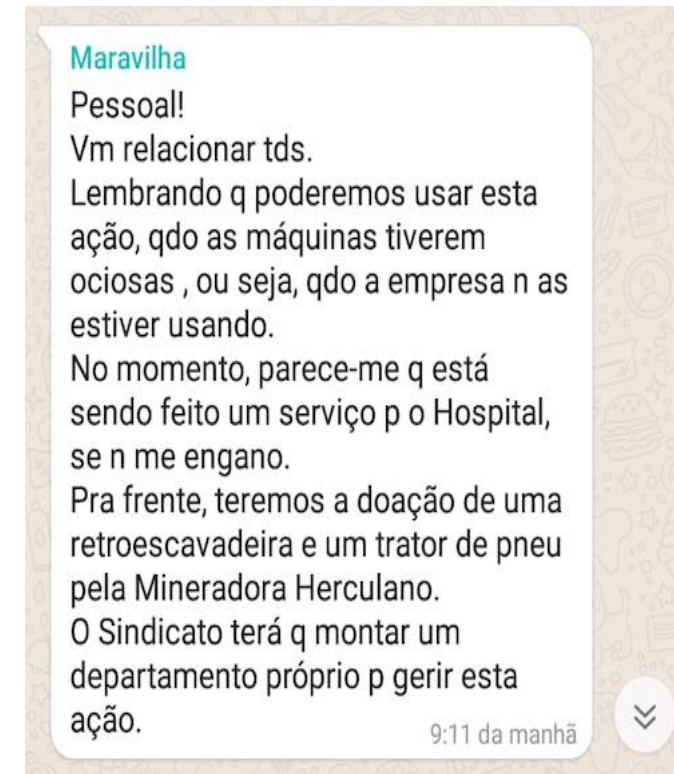 Maravilha
Pessoal!
Vm relacionar tds.
Lembrando q poderemos usar esta
ação, qdo as máquinas tiverem
ociosas , ou seja, qdo a empresa n as
estiver usando.
No momento, parece-me q está
sendo feito um serviço p o Hospital,
se n me engano.
Pra frente, teremos a doação de uma
retroescavadeira e um trator de pneu
pela Mineradora Herculano.
O Sindicato terá q montar um
departamento próprio p gerir esta
ação.
9:11 da manhã